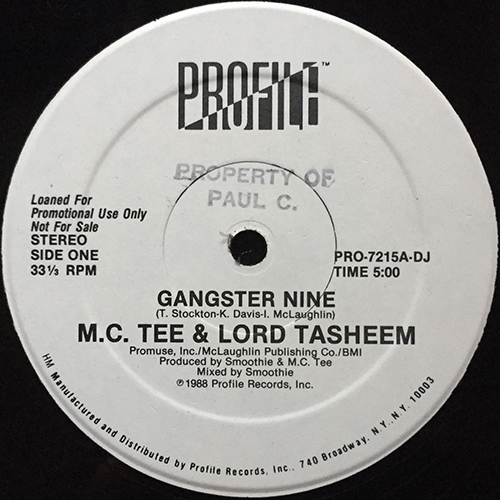 PROFILE™
PROPERTY OF
PAUL C.
Loaned For
Promotional Use Only
Not For Sale
STEREO
SIDE ONE
33⅓ RPM
PRO-7215A-DJ
TIME 5:00
GANGSTER NINE
(T. Stockton-K. Davis-I. McLaughlin)
M.C. TEE & LORD TASHEEM
Promuse, Inc./McLaughlin Publishing Co./BMI
Produced by Smoothie & M.C. Tee
Mixed by Smoothie
℗1988 Profile Records, Inc.
HM Manufactured and Distributed by Profile Records, Inc., 740 Broadway, N.Y., N.Y. 10003